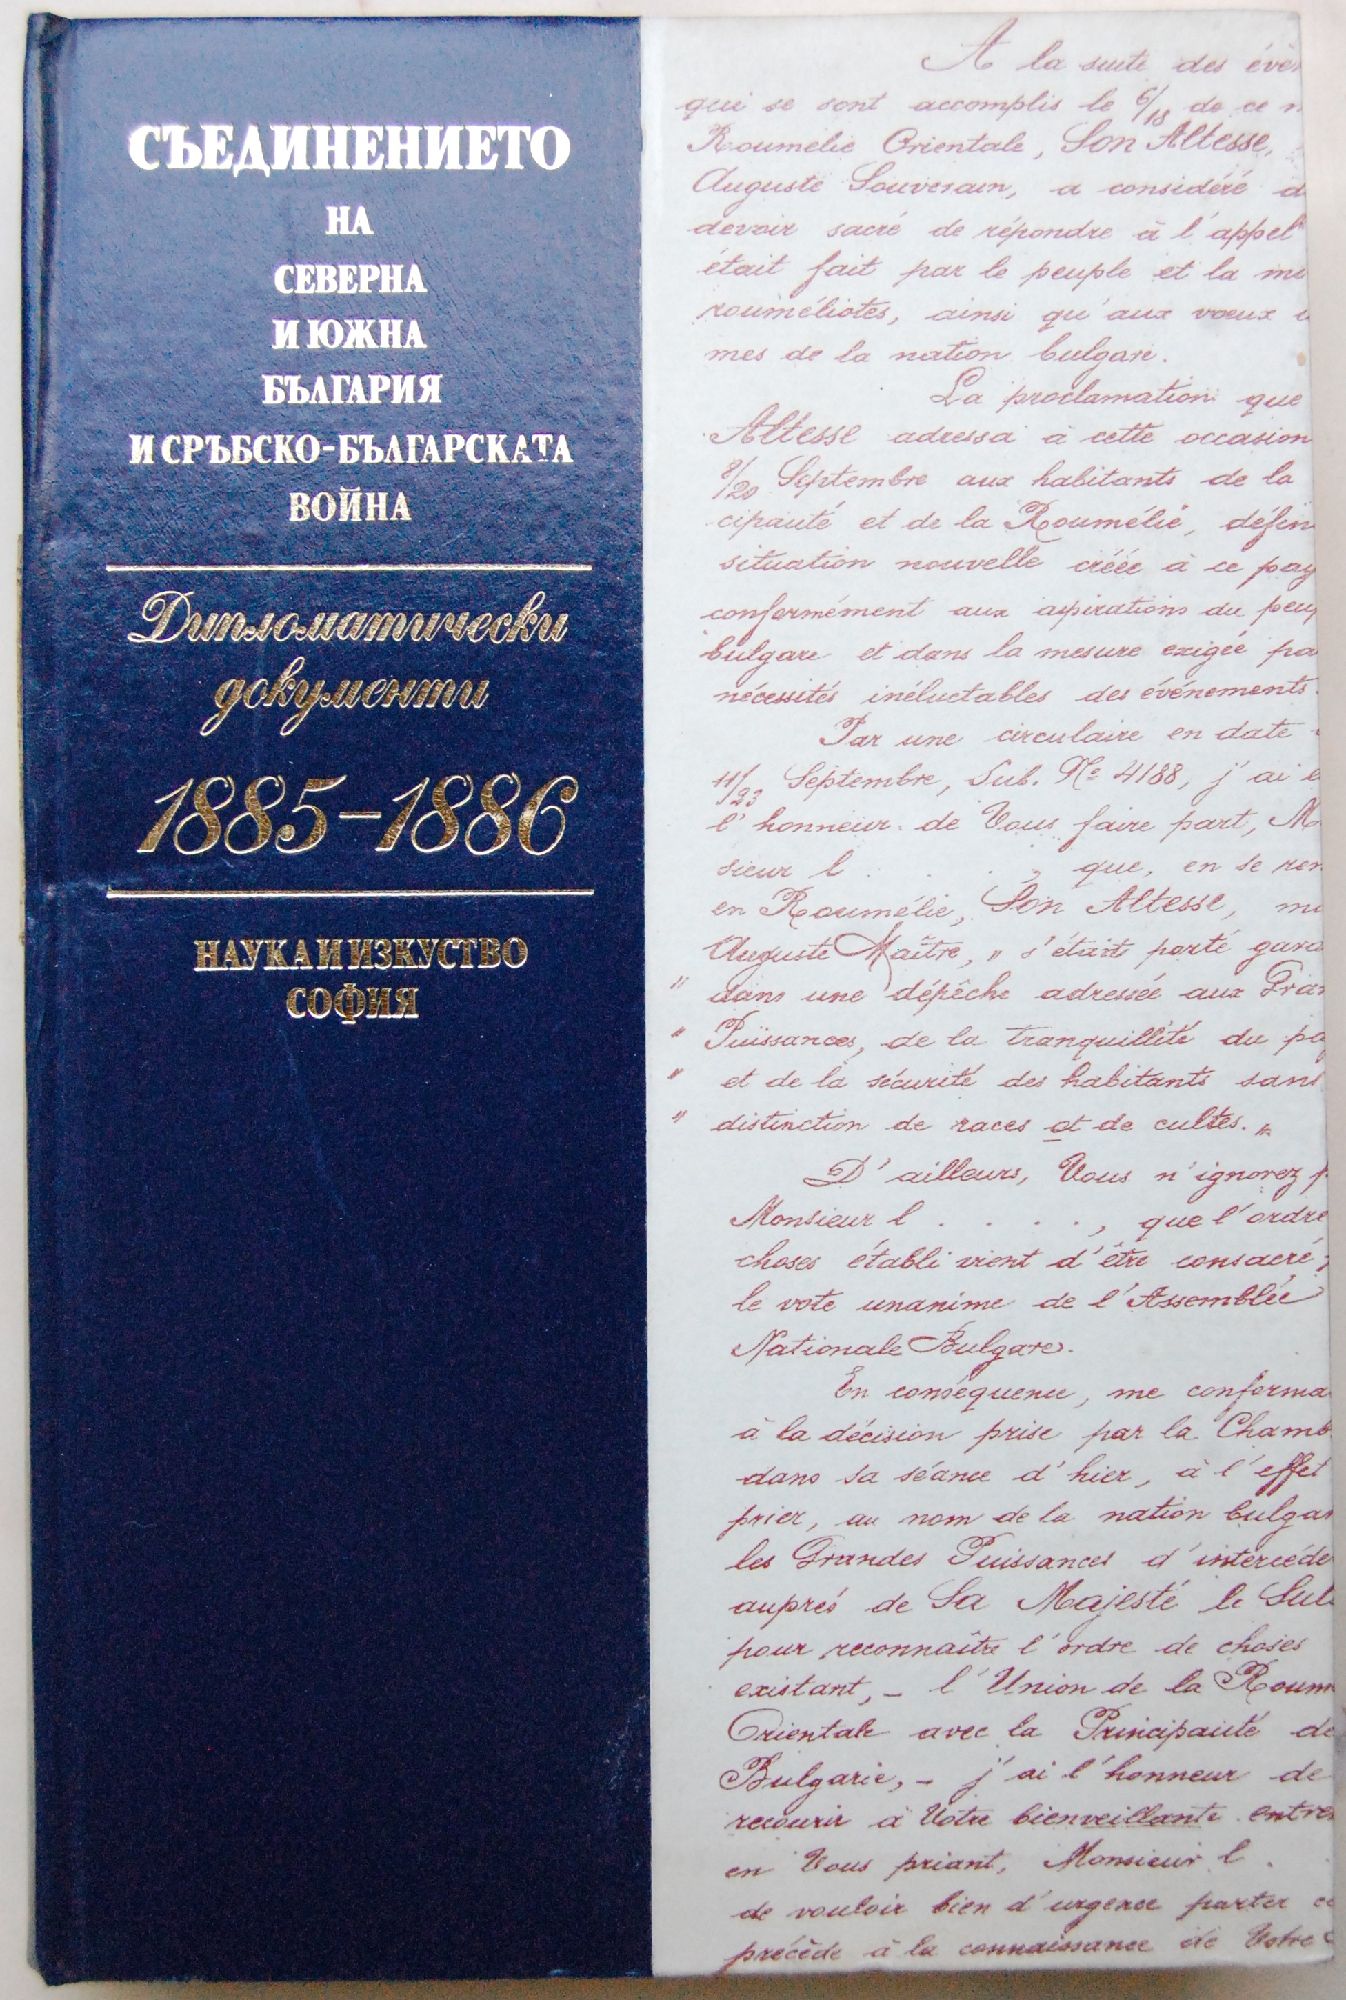 СЪЕДИНЕНИЕТО
НА
СЕВЕРНА
И ЮЖНА
БЪЛГАРИЯ
И СРЪБСКО-БЪЛГАРСКАТА
ВОЙНА
Дипломатически
документи
1885-1886
НАУКА И ИЗКУСТВО
СОФИЯ
A la suite des évén
qui se sont accomplis le 6/18 de ce m
Roumélie Orientale, Son Altesse,
Auguste Souverain, a considéré d
devoir sacré de répondre à l'appel
était fait par le peuple et la mi
rouméliotes, ainsi qu'aux vœux u
mes de la nation bulgare.
La proclamation que
Altesse adressa à cette occasion
8/20 Septembre aux habitants de la
cipauté et de la Roumélie, défin
situation nouvelle créée à ce pay
conformément aux aspirations du peup
bulgare et dans la mesure exigée pa
nécessités inéluctables des événements.
Par une circulaire en date
11/23 Septembre, sub. № 4188, j'ai e
l'honneur de Vous faire part, Mo
sieur l . . . . , que, en se ren
en Roumélie, Son Altesse, mo
Auguste Maître, „ s'était porté gara
" dans une dépêche adressée aux Gran
" Puissances, de la tranquillité du pa
" et de la sécurité des habitants sans
" distinction de races et de cultes. "
D'ailleurs, Vous n'ignorez p
Monsieur l . . . . , que l'ordre
choses établi vient d'être consacré
le vote unanime de l'Assemblée
Nationale Bulgare.
En conséquence, me conforma
à la décision prise par la Chamb
dans sa séance d'hier, à l'effet
prier, au nom de la nation bulgar
les Grandes Puissances d'intercéde
auprés de Sa Majesté le Sul
pour reconnaître l'ordre de choses
existant, – l'Union de la Roum
Orientale avec la Principauté de
Bulgarie, – j'ai l'honneur de
recourir à Votre bienveillante entre
en Vous priant, Monsieur l .
de vouloir bien d'urgence porter ce
précède à la connaissance de Votre